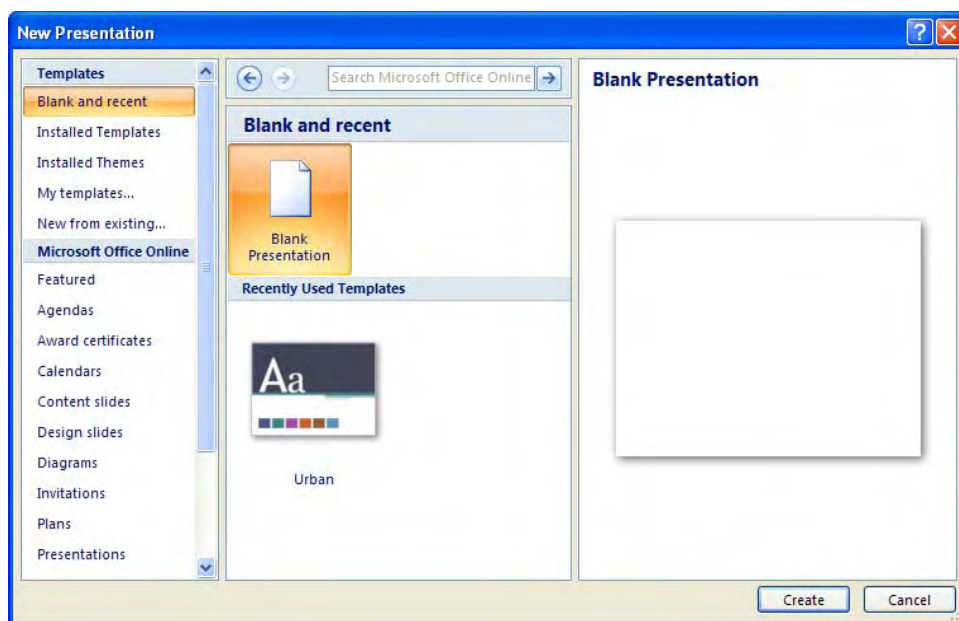 New Presentation
Templates
Blank and recent
Installed Templates
Installed Themes
My templates...
New from existing...
Microsoft Office Online
Featured
Agendas
Award certificates
Calendars
Content slides
Design slides
Diagrams
Invitations
Plans
Presentations
Search Microsoft Office Online
Blank and recent
Blank
Presentation
Recently Used Templates
Aa
Urban
Blank Presentation
Create
Cancel